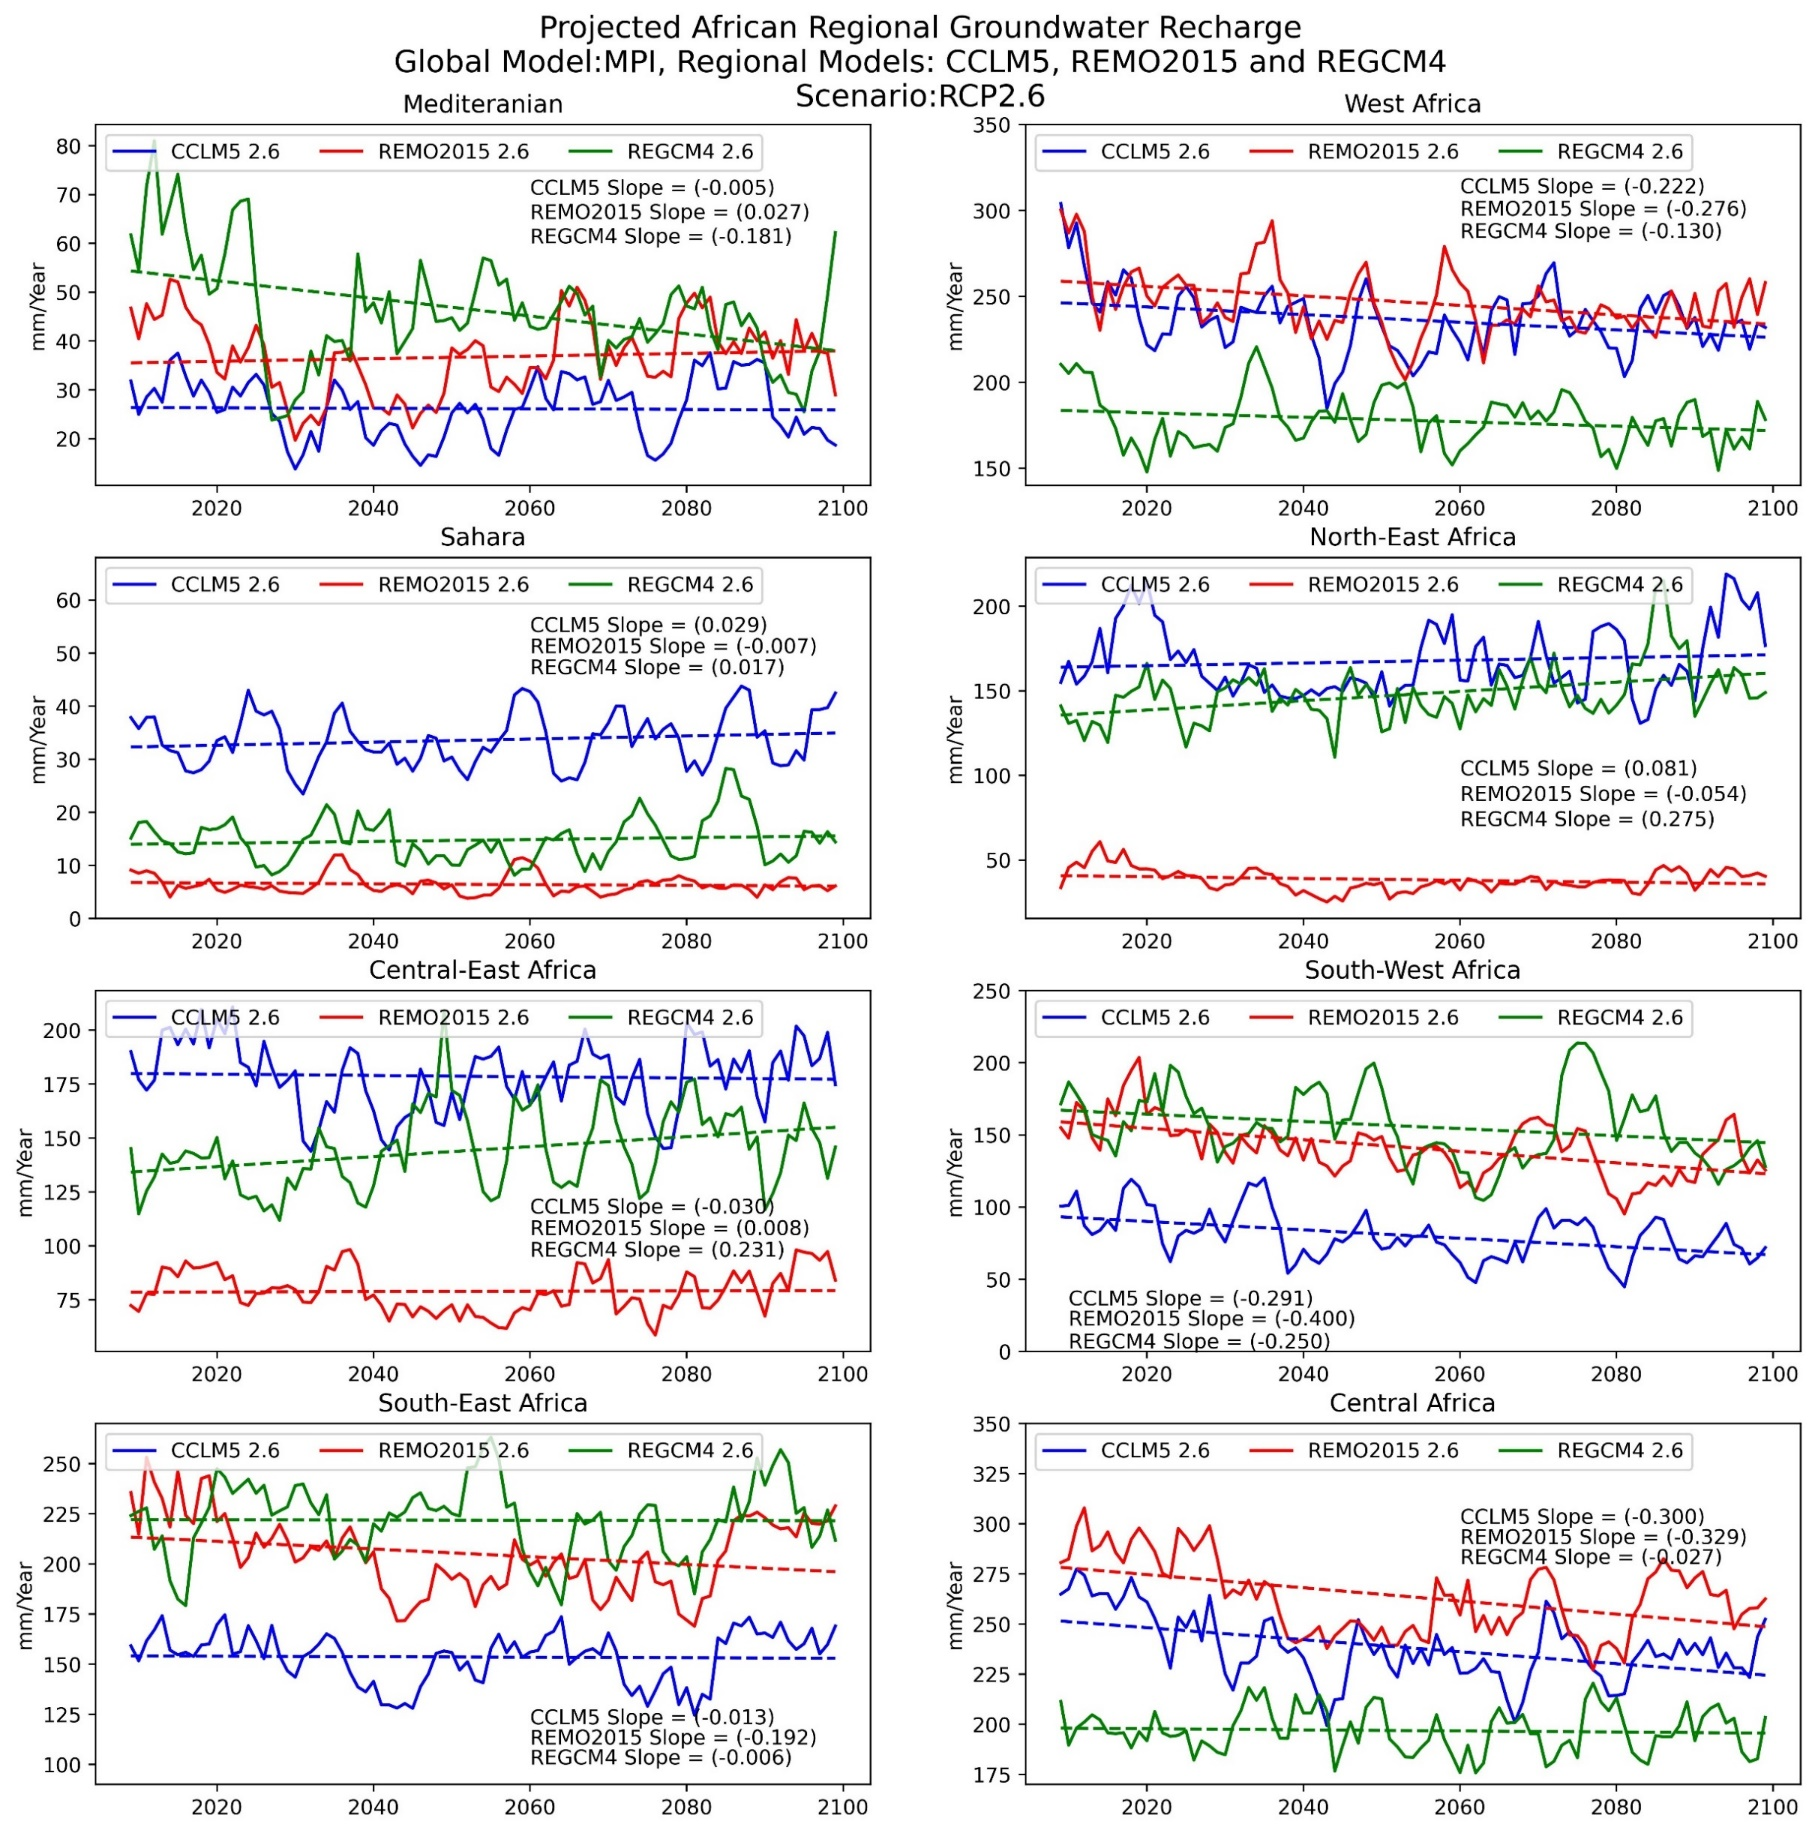 Projected African Regional Groundwater Recharge
Global Model:MPI, Regional Models: CCLM5, REMO2015 and REGCM4
Scenario:RCP2.6
Mediteranian
CCLM5 2.6 REMO2015 2.6 REGCM4 2.6
CCLM5 Slope = (-0.005)
REMO2015 Slope = (0.027)
REGCM4 Slope = (-0.181)
mm/Year
80
70
60
50
40
30
20
2020 2040 2060 2080 2100
West Africa
CCLM5 2.6 REMO2015 2.6 REGCM4 2.6
CCLM5 Slope = (-0.222)
REMO2015 Slope = (-0.276)
REGCM4 Slope = (-0.130)
mm/Year
350
300
250
200
150
2020 2040 2060 2080 2100
Sahara
CCLM5 2.6 REMO2015 2.6 REGCM4 2.6
CCLM5 Slope = (0.029)
REMO2015 Slope = (-0.007)
REGCM4 Slope = (0.017)
mm/Year
60
50
40
30
20
10
0
2020 2040 2060 2080 2100
North-East Africa
CCLM5 2.6 REMO2015 2.6 REGCM4 2.6
CCLM5 Slope = (0.081)
REMO2015 Slope = (-0.054)
REGCM4 Slope = (0.275)
mm/Year
200
150
100
50
2020 2040 2060 2080 2100
Central-East Africa
CCLM5 2.6 REMO2015 2.6 REGCM4 2.6
CCLM5 Slope = (-0.030)
REMO2015 Slope = (0.008)
REGCM4 Slope = (0.231)
mm/Year
200
175
150
125
100
75
2020 2040 2060 2080 2100
South-West Africa
CCLM5 2.6 REMO2015 2.6 REGCM4 2.6
CCLM5 Slope = (-0.291)
REMO2015 Slope = (-0.400)
REGCM4 Slope = (-0.250)
mm/Year
250
200
150
100
50
0
2020 2040 2060 2080 2100
South-East Africa
CCLM5 2.6 REMO2015 2.6 REGCM4 2.6
CCLM5 Slope = (-0.013)
REMO2015 Slope = (-0.192)
REGCM4 Slope = (-0.006)
mm/Year
250
225
200
175
150
125
100
2020 2040 2060 2080 2100
Central Africa
CCLM5 2.6 REMO2015 2.6 REGCM4 2.6
CCLM5 Slope = (-0.300)
REMO2015 Slope = (-0.329)
REGCM4 Slope = (-0.027)
mm/Year
350
325
300
275
250
225
200
175
2020 2040 2060 2080 2100